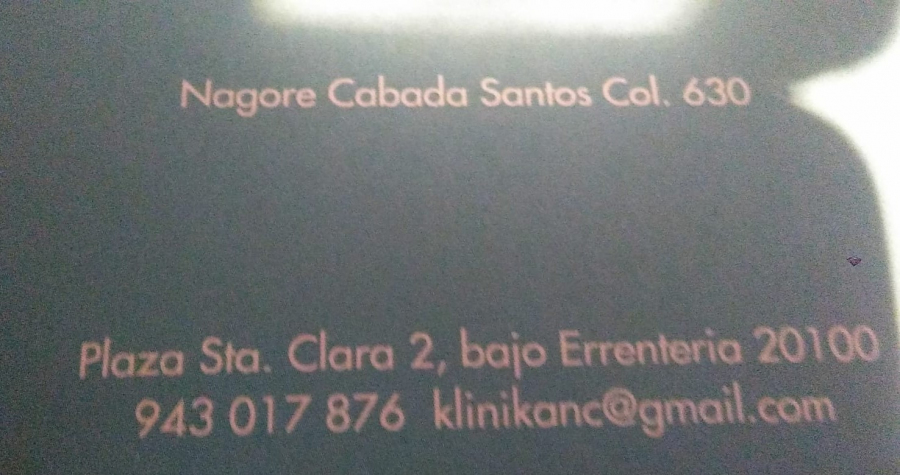 Nagore Cabada Santos Col. 630
Plaza Sta. Clara 2, bajo Errenteria 20100
943 017 876 klinikanc@gmail.com